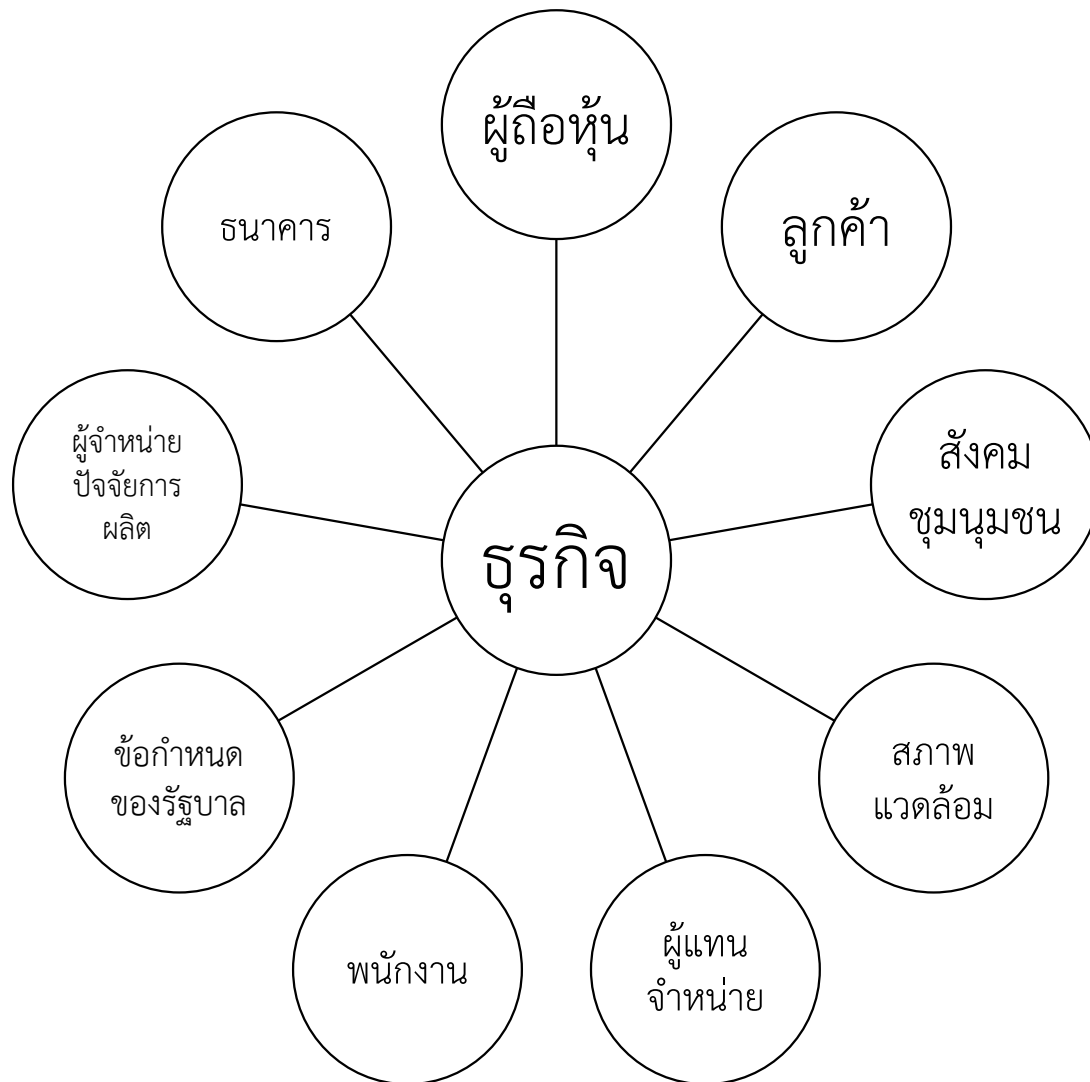 ผู้ถือหุ้น
ธนาคาร
ลูกค้า
ผู้จำหน่าย
ปัจจัยการ
ผลิต
สังคม
ชุมนุมชน
ธุรกิจ
ข้อกำหนด
ของรัฐบาล
สภาพ
แวดล้อม
พนักงาน
ผู้แทน
จำหน่าย